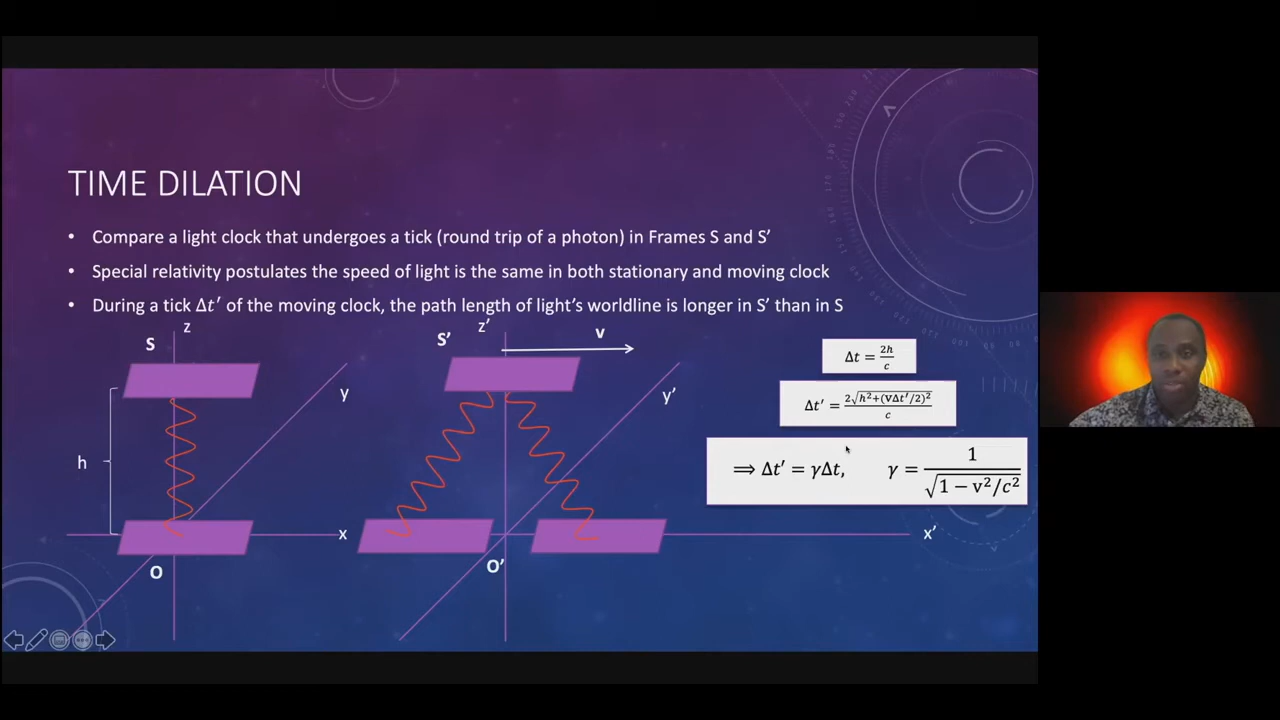 TIME DILATION
• Compare a light clock that undergoes a tick (round trip of a photon) in Frames S and S’
• Special relativity postulates the speed of light is the same in both stationary and moving clock
• During a tick Δt′ of the moving clock, the path length of light’s worldline is longer in S’ than in S
S
z
S’
z’
v
y
y’
h
x
x’
O
O’
Δt = 2h/c
Δt′ = 2√(h²+(vΔt′/2)²)/c
⟹ Δt′ = γΔt, γ = 1/√(1 − v²/c²)